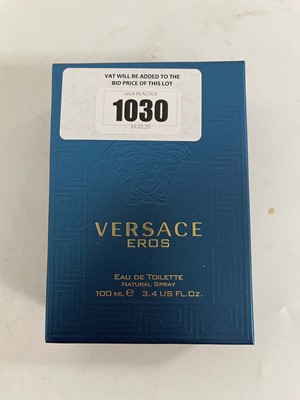 VAT WILL BE ADDED TO THE
BID PRICE OF THIS LOT
W&H PEACOCK
1030
VERSACE
EROS
EAU DE TOILETTE
NATURAL SPRAY
100 ML ℮ 3.4 US FL.OZ.